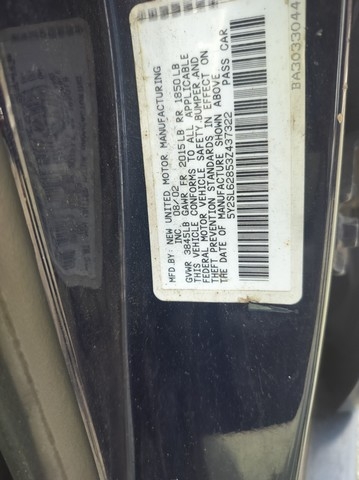 MFD BY: NEW UNITED MOTOR MANUFACTURING
INC. 08/02
GVWR 3845LB GAWR FR 2015LB RR 1850LB
THIS VEHICLE CONFORMS TO ALL APPLICABLE
FEDERAL MOTOR VEHICLE SAFETY,BUMPER,AND
THEFT PREVENTION STANDARDS IN EFFECT ON
THE DATE OF MANUFACTURE SHOWN ABOVE
5Y2SL62853Z437322 PASS CAR
BA3033044